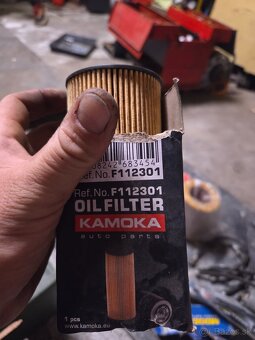 08242 683454
Ref.No. F112301
Ref.No. F112301
OIL FILTER
KAMOKA
auto parts
1 pcs
www.kamoka.eu